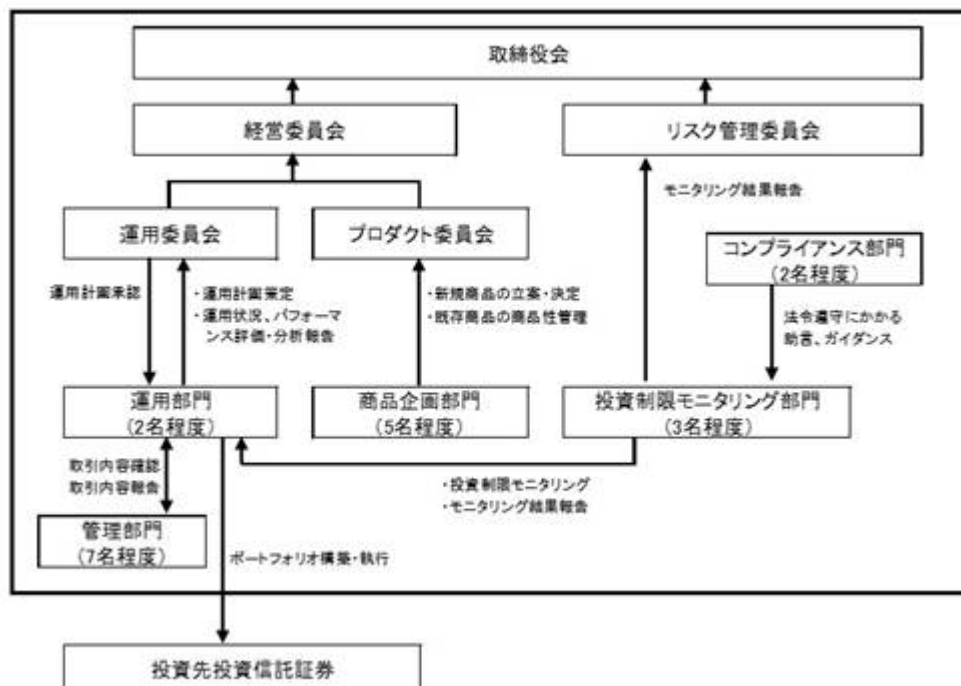 取締役会
経営委員会
リスク管理委員会
モニタリング結果報告
運用委員会
プロダクト委員会
コンプライアンス部門
(2名程度)
運用計画承認
・運用計画策定
・運用状況、パフォーマ
ンス評価・分析報告
・新規商品の立案・決定
・既存商品の商品性管理
法令遵守にかかる
助言、ガイダンス
運用部門
(2名程度)
商品企画部門
(5名程度)
投資制限モニタリング部門
(3名程度)
取引内容確認
取引内容報告
・投資制限モニタリング
・モニタリング結果報告
管理部門
(7名程度)
ポートフォリオ構築・執行
投資先投資信託証券